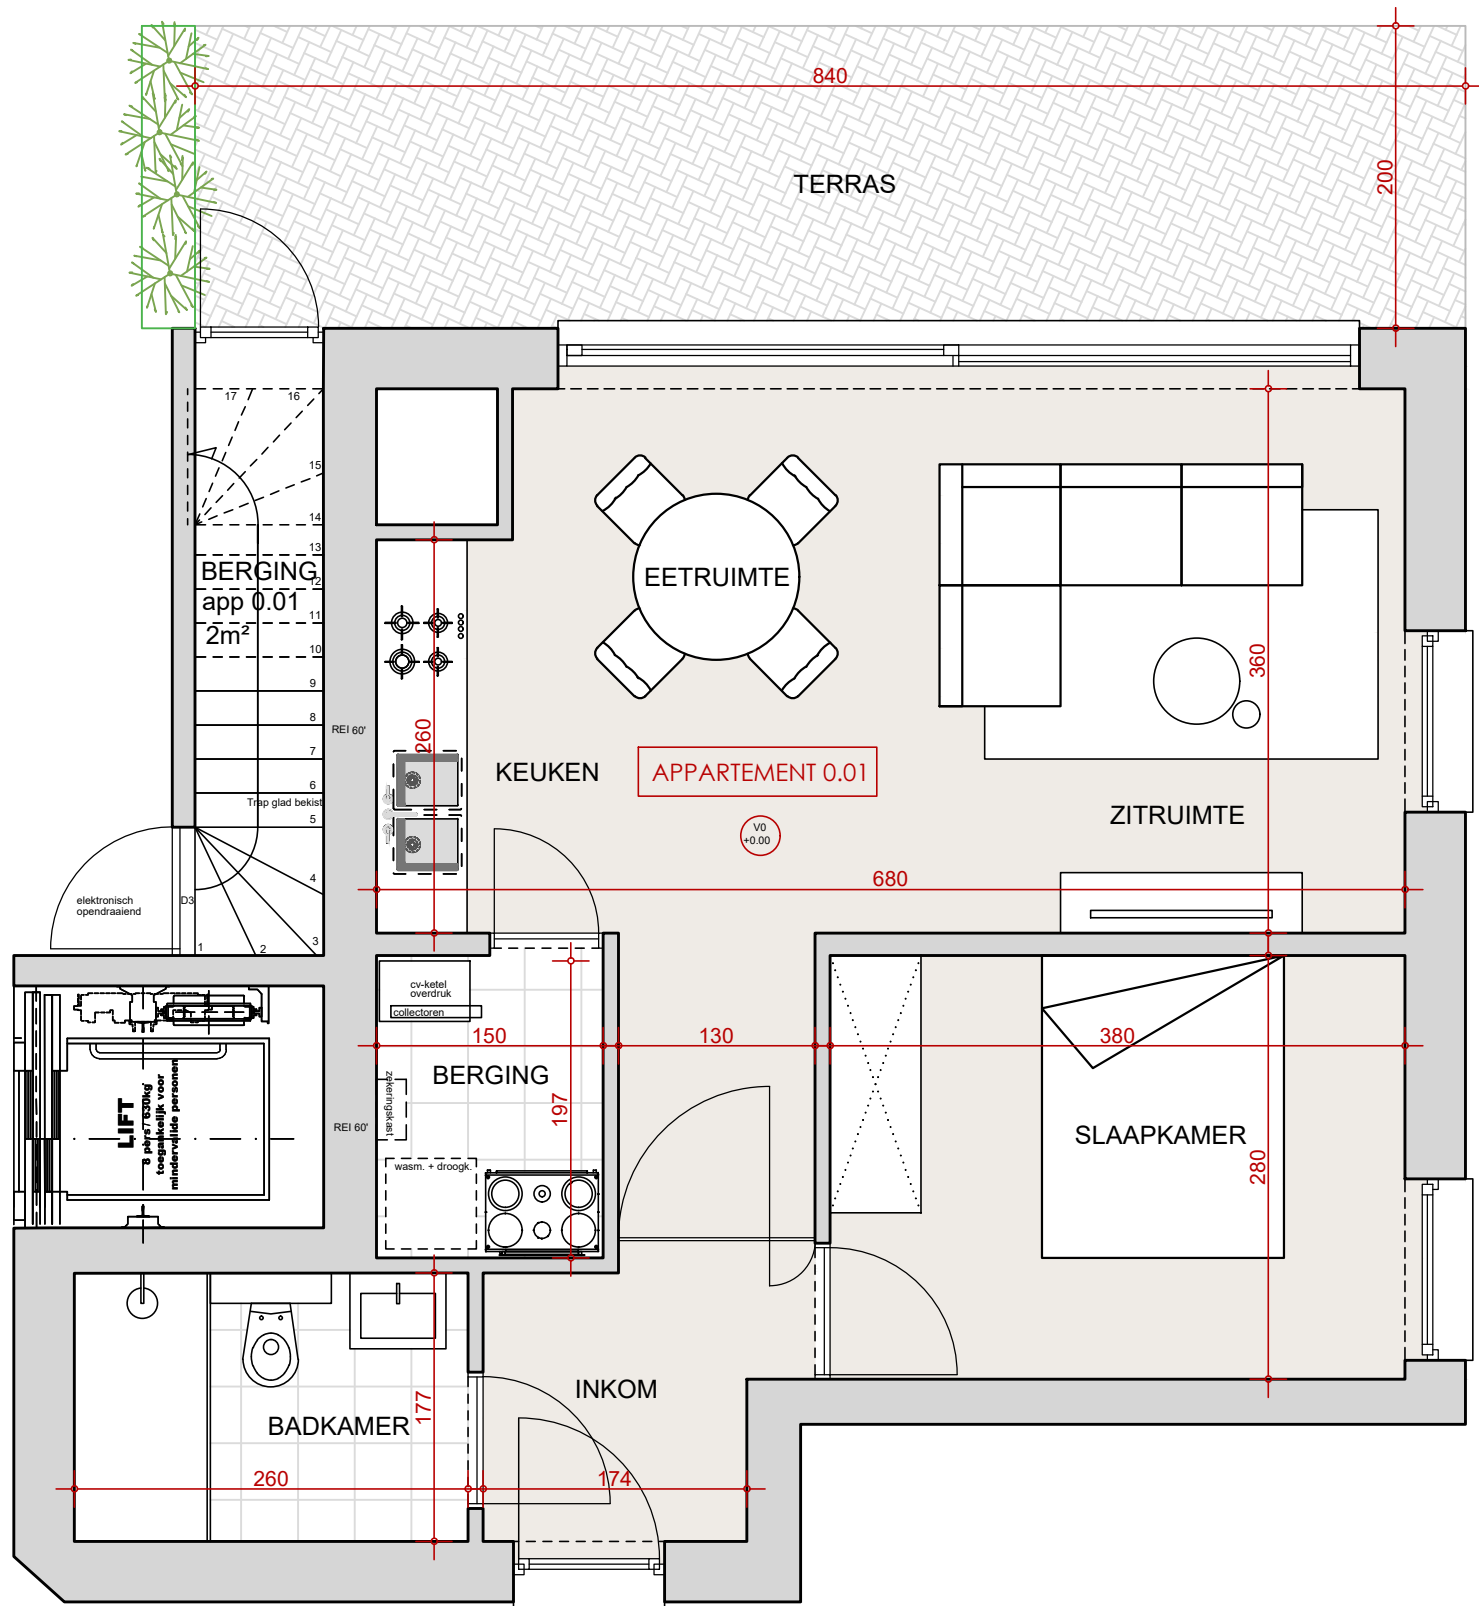 840
200
TERRAS
17
16
15
14
13
BERGING
12
app 0.01
11
2m²
10
9
8
7
6
Trap glad bekist
5
4
3
2
1
REI 60'
EETRUIMTE
360
260
KEUKEN
APPARTEMENT 0.01
V0
+0.00
ZITRUIMTE
680
elektronisch
opendraaiend
D3
cv-ketel
overdruk
collectoren
150
130
380
BERGING
zekeringskast
197
REI 60'
LIFT
8 pers / 630kg
toegankelijk voor
mindervalide personen
SLAAPKAMER
280
wasm. + droogk.
INKOM
177
BADKAMER
260
174